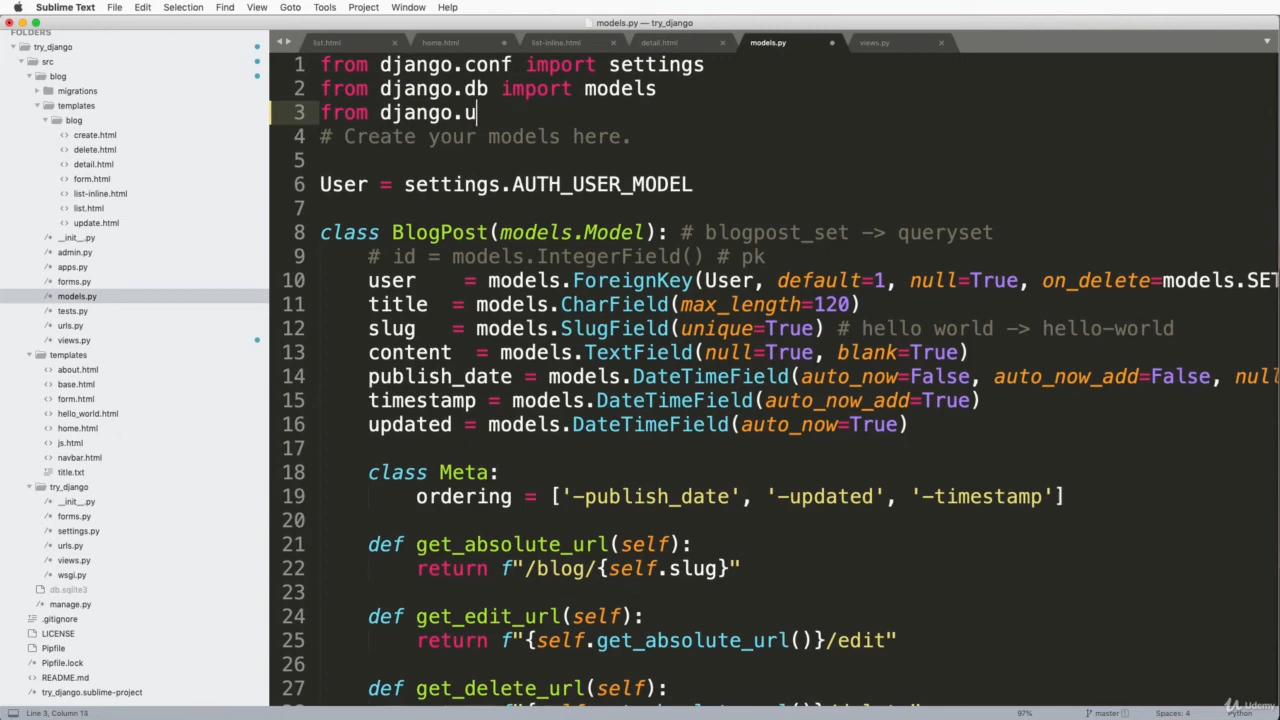 Sublime Text File Edit Selection Find View Goto Tools Project Window Help
models.py — try_django
FOLDERS
try_django
src
blog
migrations
templates
blog
create.html
delete.html
detail.html
form.html
list-inline.html
list.html
update.html
__init__.py
admin.py
apps.py
forms.py
models.py
tests.py
urls.py
views.py
templates
about.html
base.html
form.html
hello_world.html
home.html
js.html
navbar.html
title.txt
try_django
__init__.py
forms.py
settings.py
urls.py
views.py
wsgi.py
db.sqlite3
manage.py
.gitignore
LICENSE
Pipfile
Pipfile.lock
README.md
try_django.sublime-project
list.html home.html list-inline.html detail.html models.py views.py
1 from django.conf import settings
2 from django.db import models
3 from django.u
4 # Create your models here.
5
6 User = settings.AUTH_USER_MODEL
7
8 class BlogPost(models.Model): # blogpost_set -> queryset
9 # id = models.IntegerField() # pk
10 user = models.ForeignKey(User, default=1, null=True, on_delete=models.SET
11 title = models.CharField(max_length=120)
12 slug = models.SlugField(unique=True) # hello world -> hello-world
13 content = models.TextField(null=True, blank=True)
14 publish_date = models.DateTimeField(auto_now=False, auto_now_add=False, null
15 timestamp = models.DateTimeField(auto_now_add=True)
16 updated = models.DateTimeField(auto_now=True)
17
18 class Meta:
19 ordering = ['-publish_date', '-updated', '-timestamp']
20
21 def get_absolute_url(self):
22 return f"/blog/{self.slug}"
23
24 def get_edit_url(self):
25 return f"{self.get_absolute_url()}/edit"
26
27 def get_delete_url(self):
Line 3, Column 14 97% master Spaces: 4 Python
Udemy